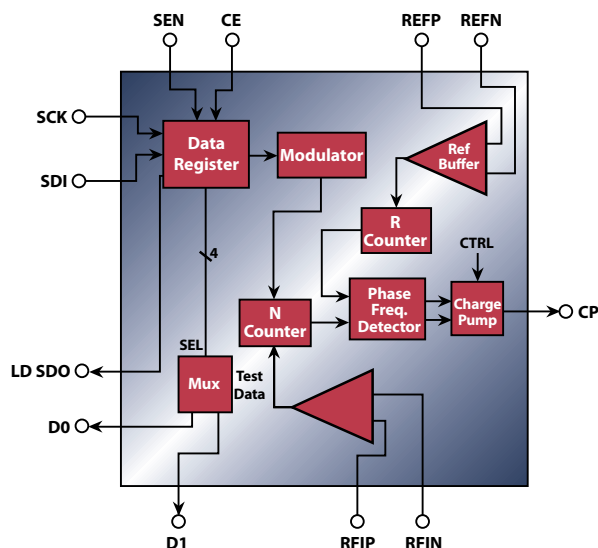 SEN
CE
REFP
REFN
SCK
SDI
Data
Register
Modulator
Ref
Buffer
R
Counter
4
CTRL
N
Counter
Phase
Freq.
Detector
Charge
Pump
CP
SEL
LD SDO
Mux
Test
Data
D0
D1
RFIP
RFIN